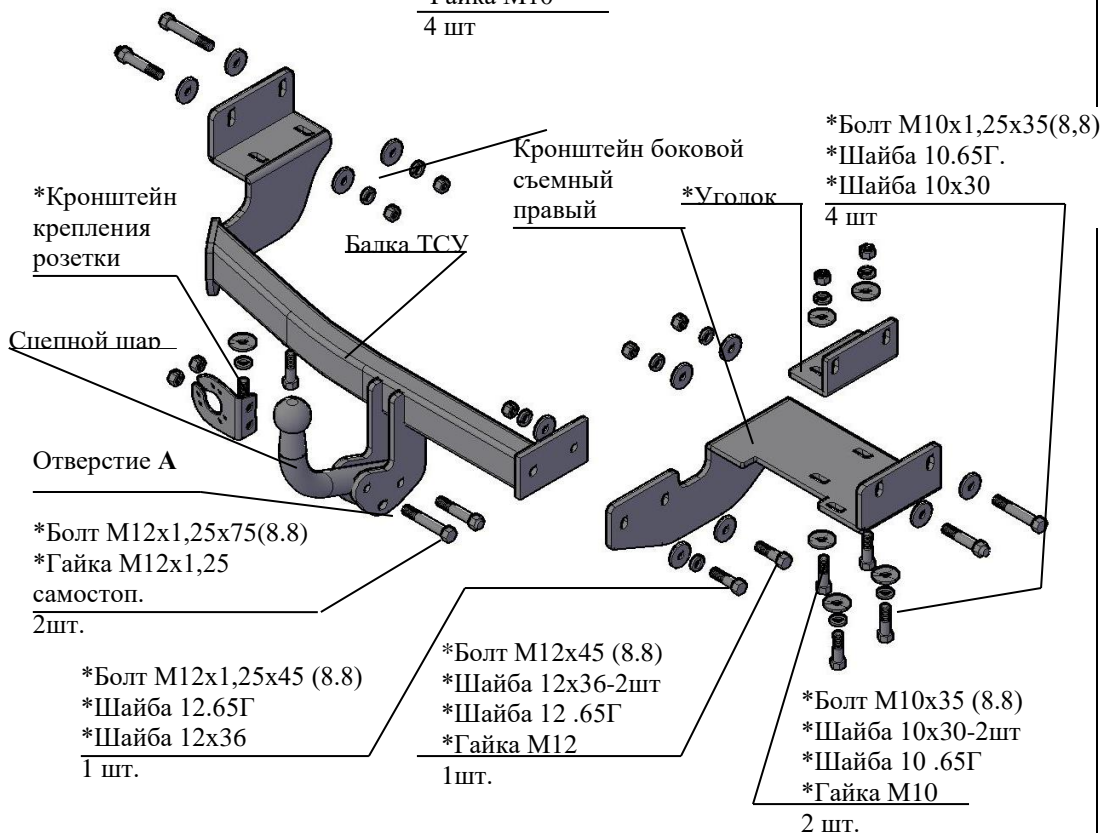 4 шт
*Болт М10х1,25х35(8,8)
*Шайба 10.65Г.
*Шайба 10х30
4 шт
Кронштейн боковой
съемный
правый
*Уголок
*Кронштейн
крепления
розетки
Балка ТСУ
Сцепной шар
Отверстие А
*Болт М12х1,25х75(8.8)
*Гайка М12х1,25
самостоп.
2шт.
*Болт М12х1,25х45 (8.8)
*Шайба 12.65Г
*Шайба 12х36
1 шт.
*Болт М12х45 (8.8)
*Шайба 12х36-2шт
*Шайба 12 .65Г
*Гайка М12
1шт.
*Болт М10х35 (8.8)
*Шайба 10х30-2шт
*Шайба 10 .65Г
*Гайка М10
2 шт.